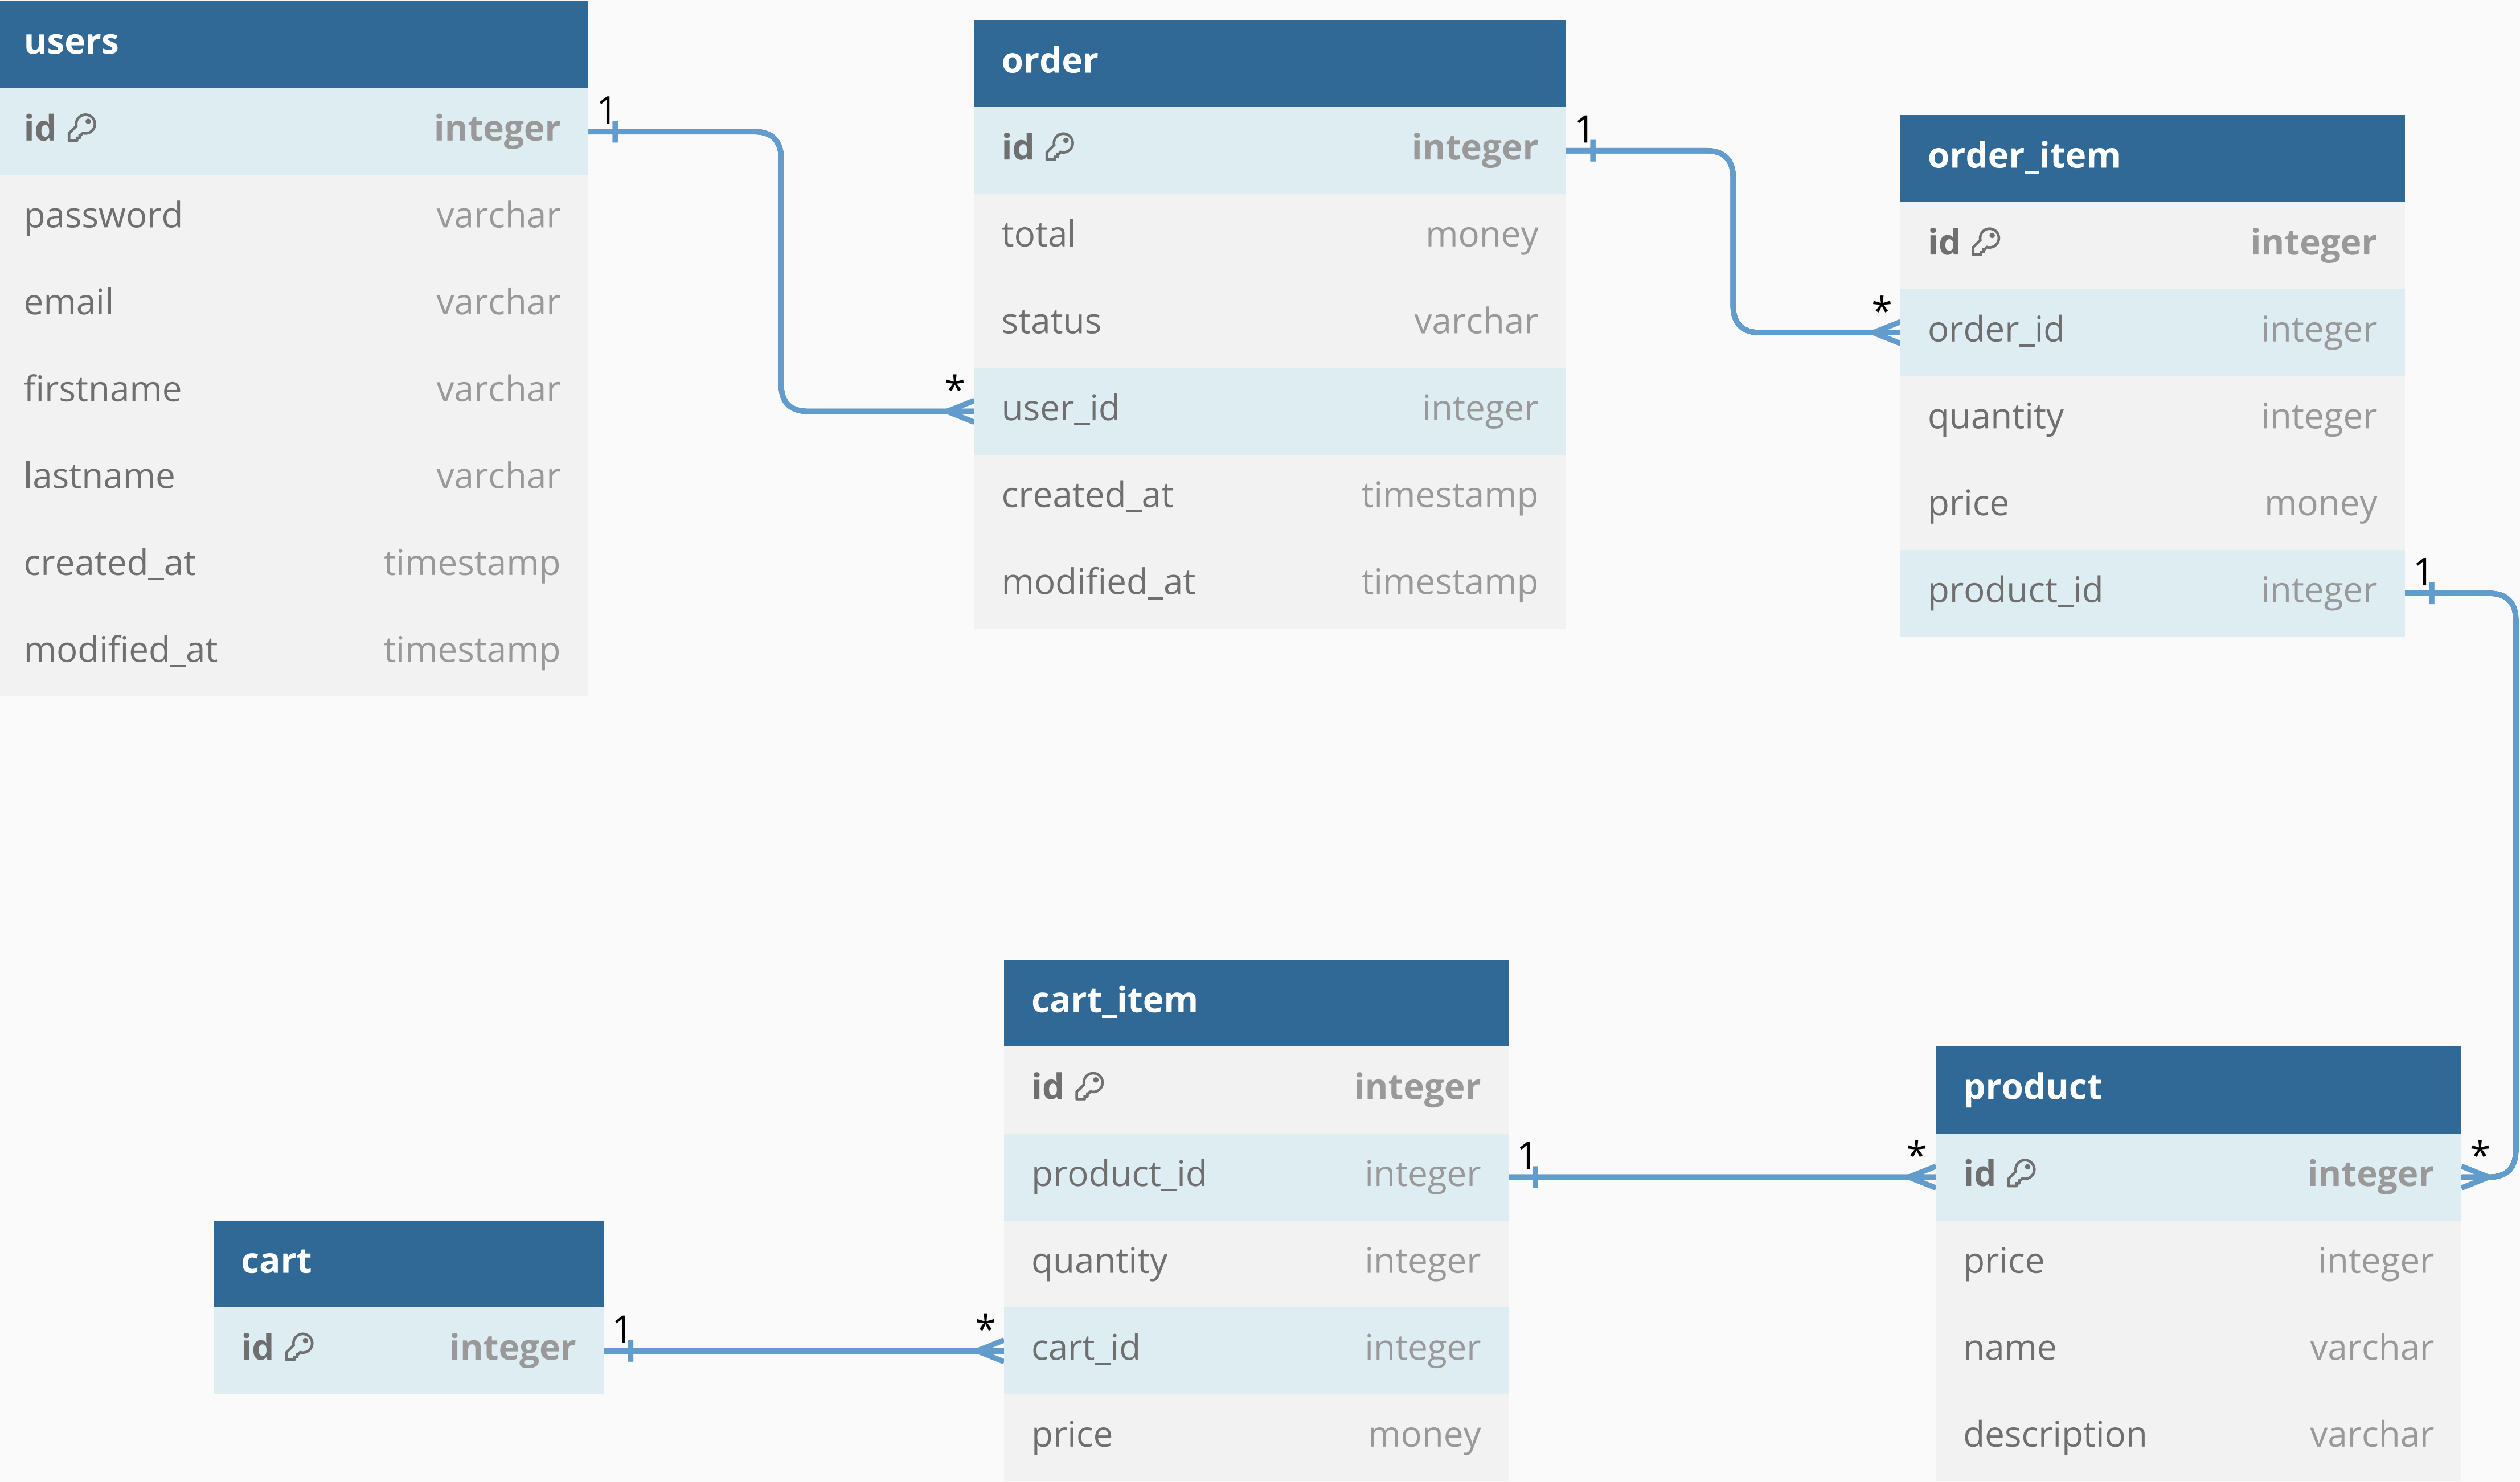 users
id integer
password varchar
email varchar
firstname varchar
lastname varchar
created_at timestamp
modified_at timestamp
1
*
order
id integer
total money
status varchar
user_id integer
created_at timestamp
modified_at timestamp
1
*
order_item
id integer
order_id integer
quantity integer
price money
product_id integer
1
*
cart
id integer
1
*
cart_item
id integer
product_id integer
quantity integer
cart_id integer
price money
1
*
product
id integer
price integer
name varchar
description varchar